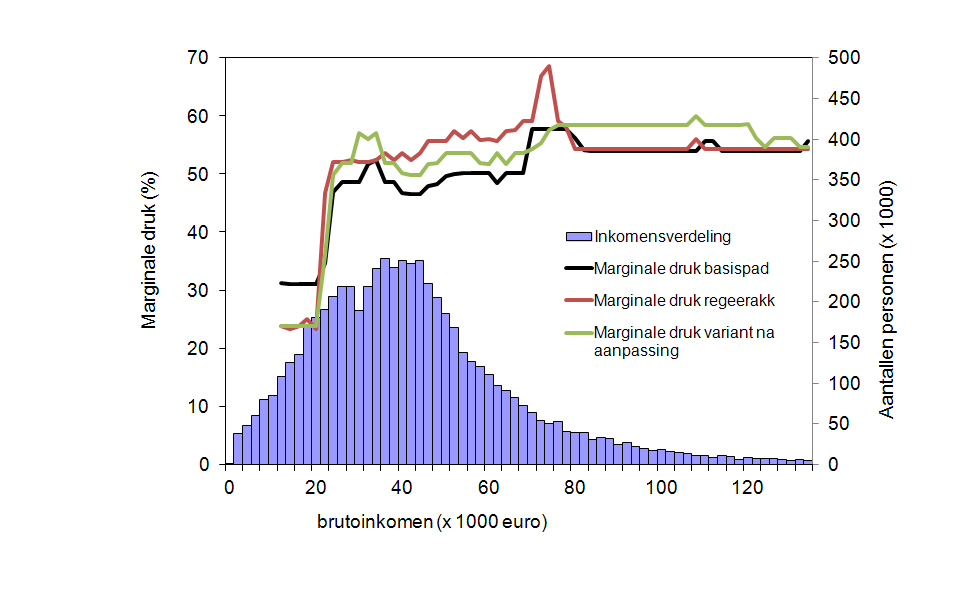 70
60
50
40
30
20
10
0
Marginale druk (%)
500
450
400
350
300
250
200
150
100
50
0
Aantallen personen (x 1000)
Inkomensverdeling
Marginale druk basispad
Marginale druk regeerakk
Marginale druk variant na
aanpassing
0 20 40 60 80 100 120
brutoinkomen (x 1000 euro)